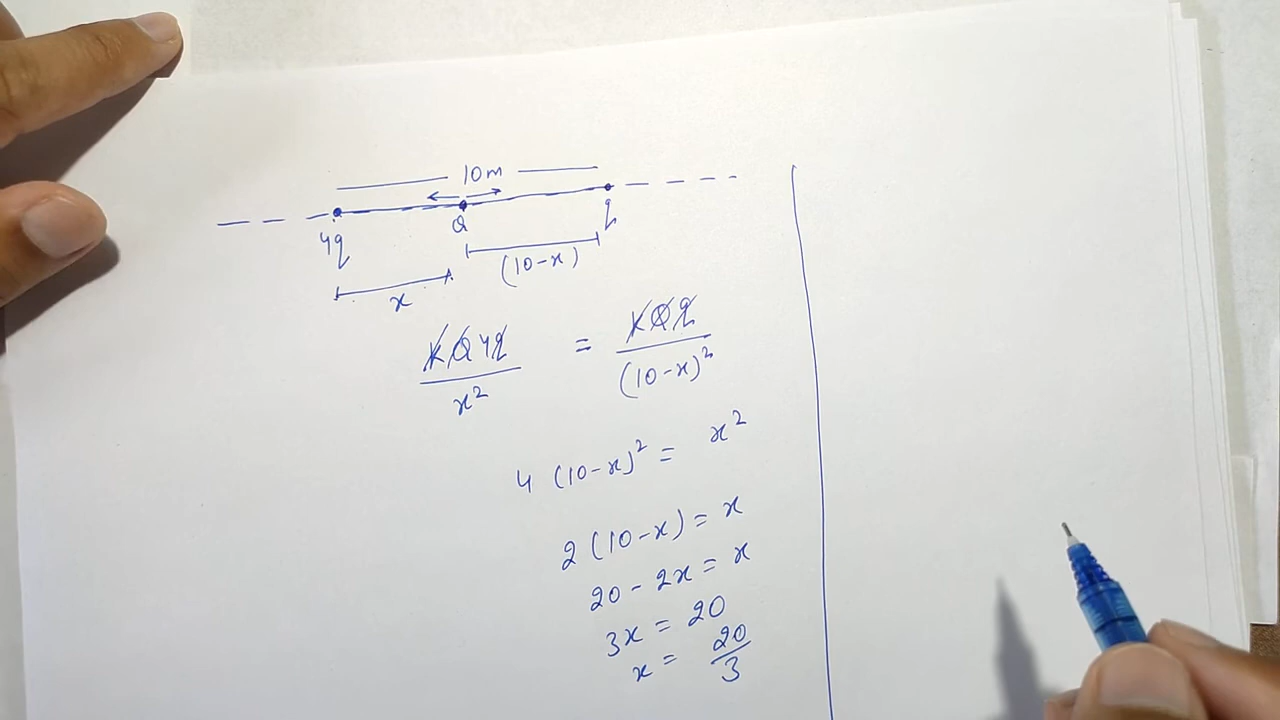 10m
4q Q q
x (10-x)
kQ4q/x² = kQq/(10-x)²
4 (10-x)² = x²
2 (10-x) = x
20 - 2x = x
3x = 20
x = 20/3